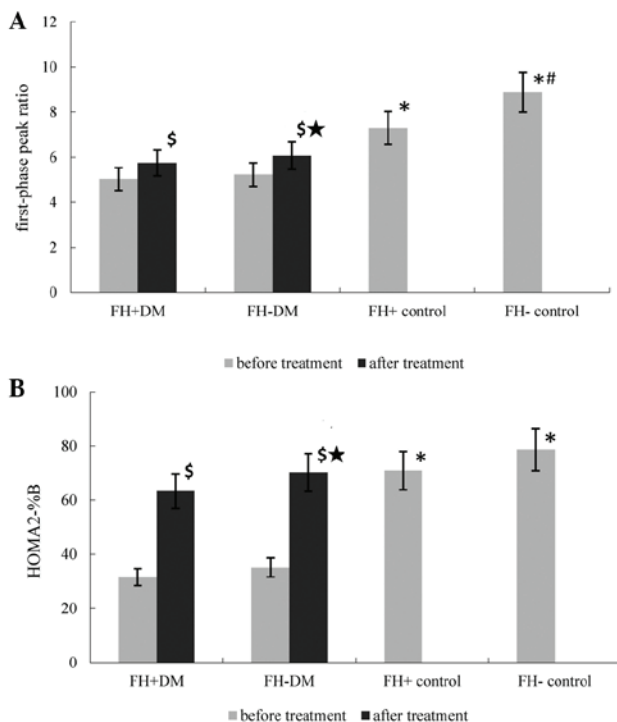 A
first-phase peak ratio
12
10
8
6
4
2
0
$
$★
*
*#
FH+DM
FH-DM
FH+ control
FH- control
before treatment after treatment
B
HOMA2-%B
100
80
60
40
20
0
$
$★
*
*
FH+DM
FH-DM
FH+ control
FH- control
before treatment after treatment